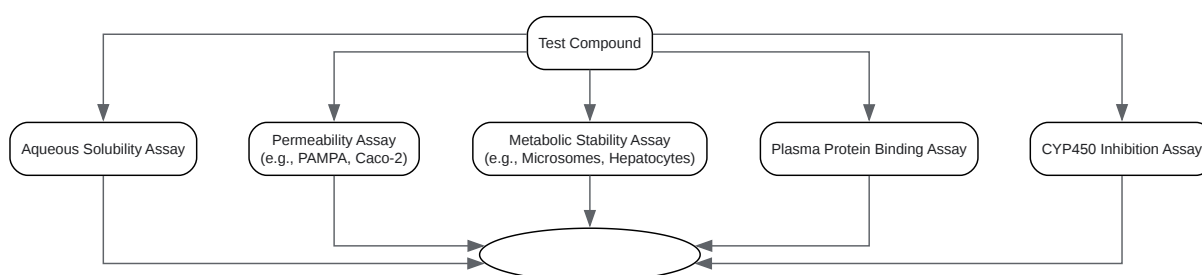 Test Compound
Aqueous Solubility Assay
Permeability Assay
(e.g., PAMPA, Caco-2)
Metabolic Stability Assay
(e.g., Microsomes, Hepatocytes)
Plasma Protein Binding Assay
CYP450 Inhibition Assay